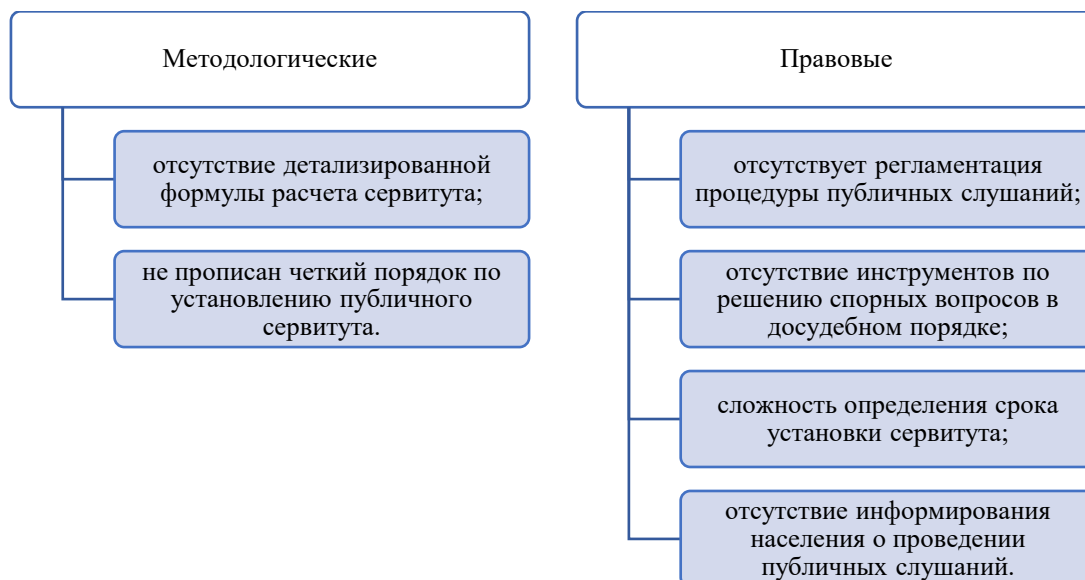 Методологические
отсутствие детализированной
формулы расчета сервитута;
не прописан четкий порядок по
установлению публичного
сервитута.
Правовые
отсутствует регламентация
процедуры публичных слушаний;
отсутствие инструментов по
решению спорных вопросов в
досудебном порядке;
сложность определения срока
установки сервитута;
отсутствие информирования
населения о проведении
публичных слушаний.